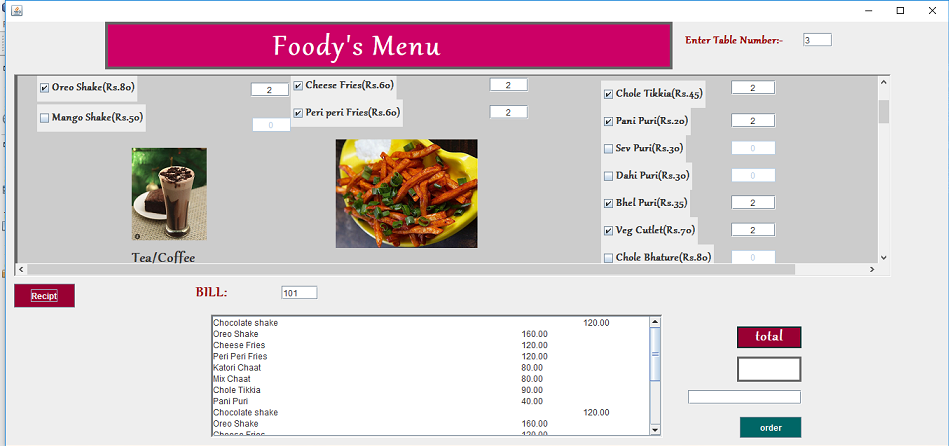 Foody's Menu
Enter Table Number:- 3
Oreo Shake(Rs.80) 2
Mango Shake(Rs.50) 0
Tea/Coffee
Cheese Fries(Rs.60) 2
Peri peri Fries(Rs.60) 2
Chole Tikkia(Rs.45) 2
Pani Puri(Rs.20) 2
Sev Puri(Rs.30) 0
Dahi Puri(Rs.30) 0
Bhel Puri(Rs.35) 2
Veg Cutlet(Rs.70) 2
Chole Bhature(Rs.80) 0
Recipt
BILL: 101
Chocolate shake 120.00
Oreo Shake 160.00
Cheese Fries 120.00
Peri Peri Fries 120.00
Katori Chaat 80.00
Mix Chaat 80.00
Chole Tikkia 90.00
Pani Puri 40.00
Chocolate shake 120.00
Oreo Shake 160.00
Cheese Fries 120.00
total
order